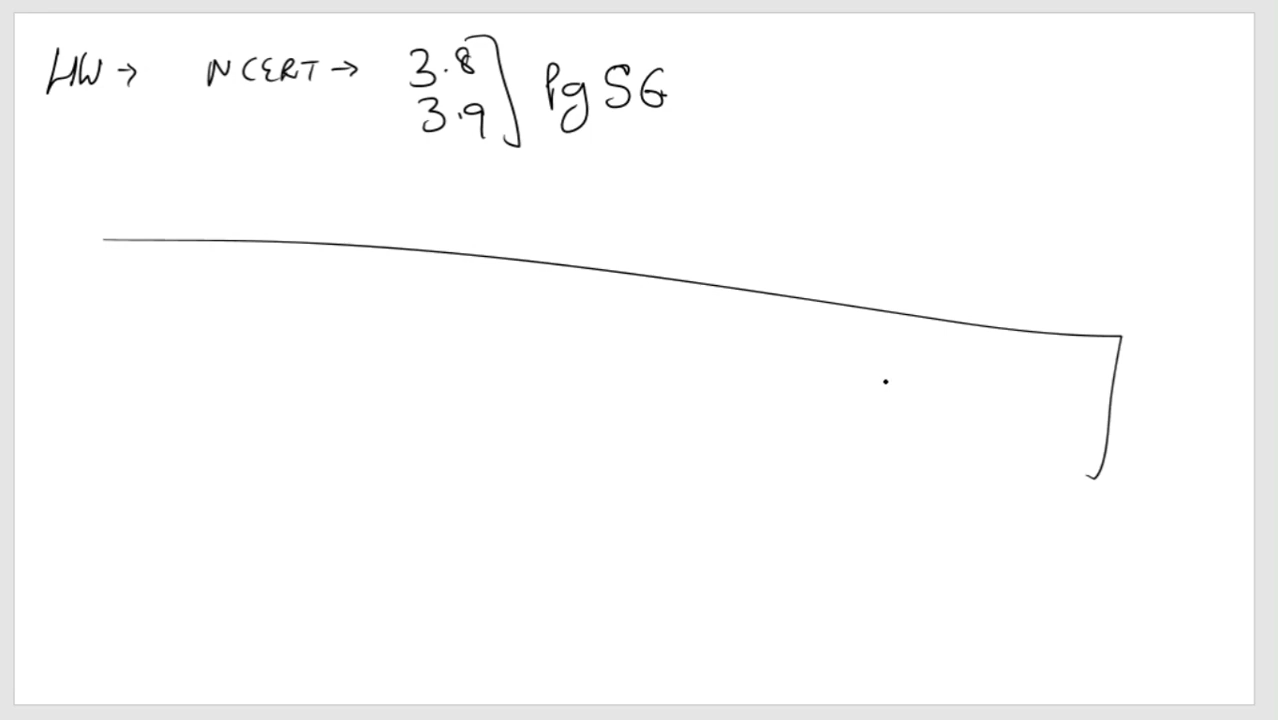 HW → NCERT → 3.8
3.9 ] Pg 56